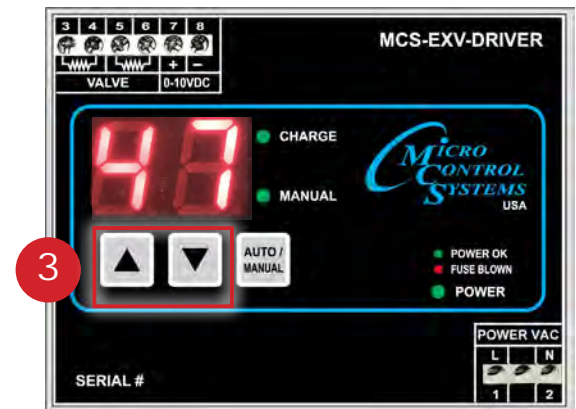 3 4 5 6 7 8
+ −
VALVE 0-10VDC
MCS-EXV-DRIVER
47
CHARGE
MANUAL
MICRO
CONTROL
SYSTEMS
USA
3
▲ ▼ AUTO /
MANUAL
POWER OK
FUSE BLOWN
POWER
POWER VAC
L N
1 2
SERIAL #